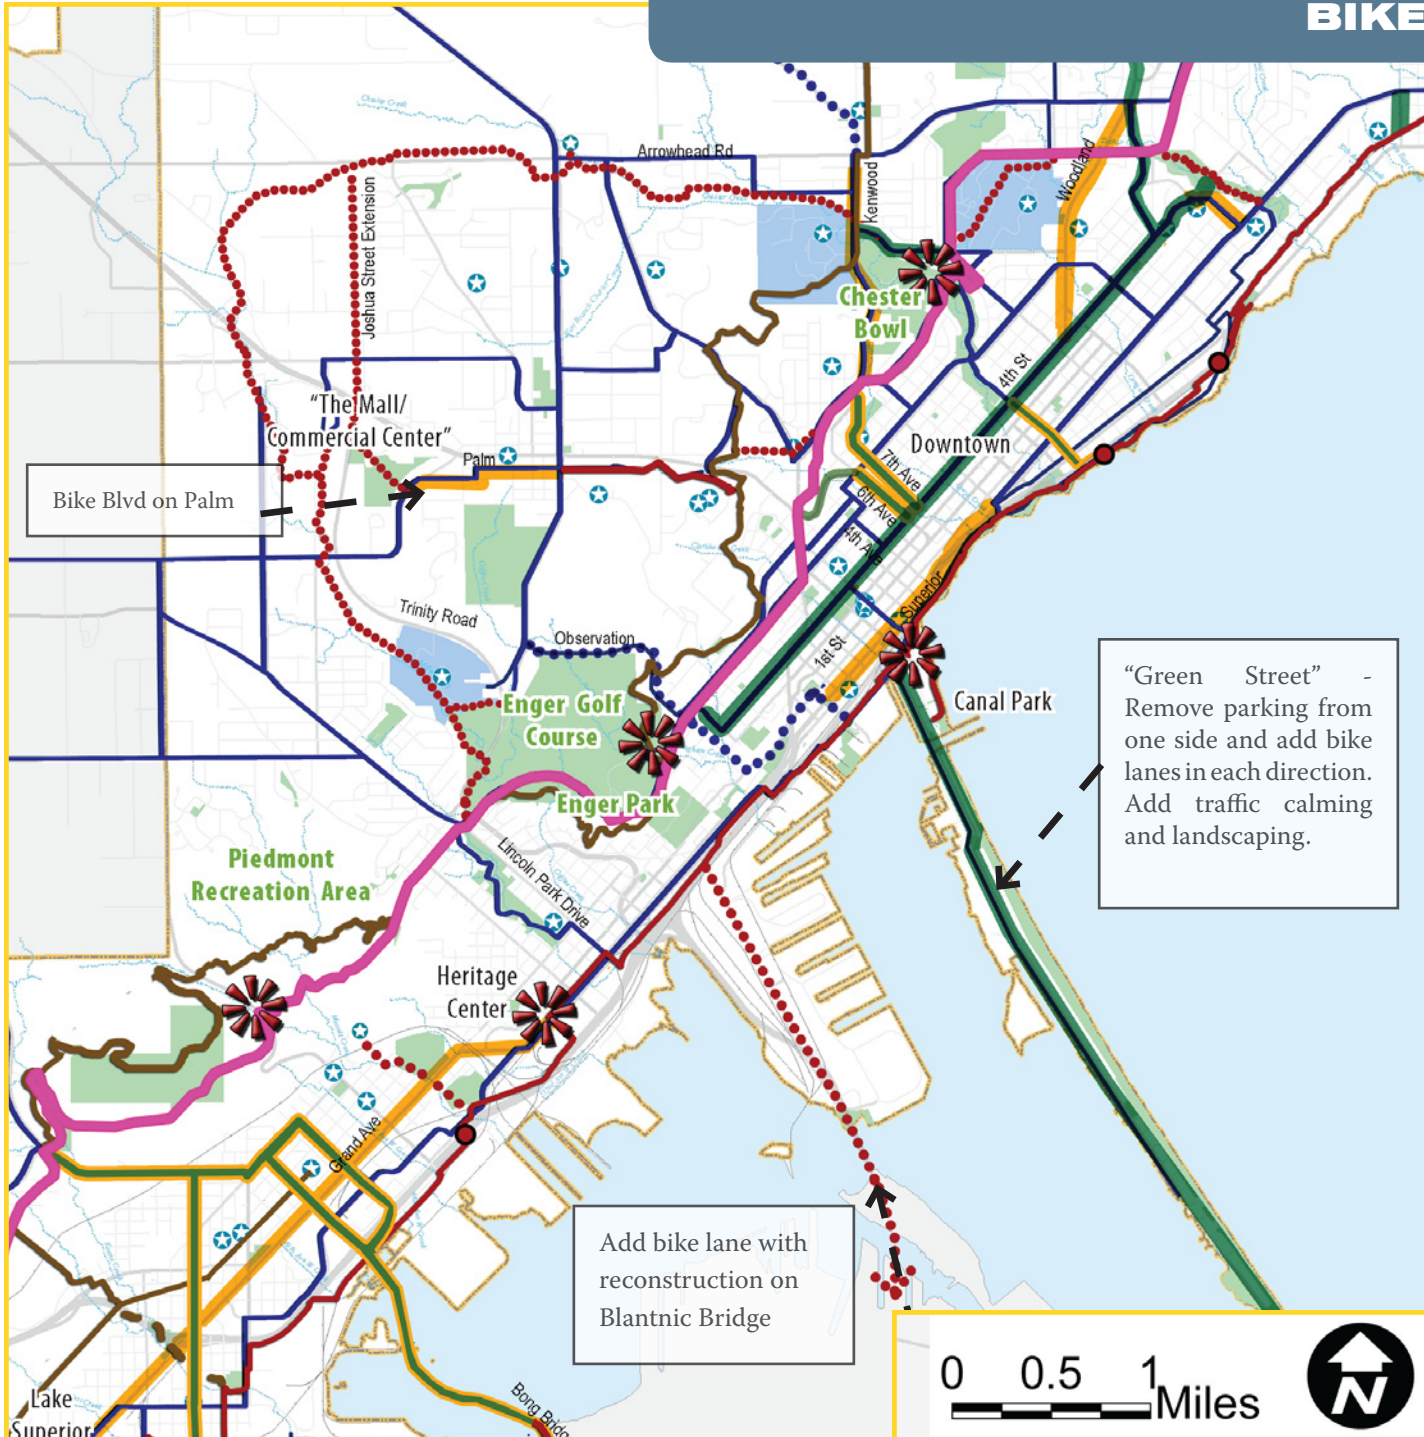 BIKE
Arrowhead Rd
Kenwood
Woodland
Joshua Street Extension
Chester
Bowl
4th St
"The Mall/
Commercial Center"
Downtown
Palm
7th Ave
6th Ave
4th Ave
Bike Blvd on Palm
Superior
Trinity Road
Observation
1st St
"Green Street" -
Remove parking from
one side and add bike
lanes in each direction.
Add traffic calming
and landscaping.
Enger Golf
Course
Canal Park
Enger Park
Piedmont
Recreation Area
Lincoln Park Drive
Heritage
Center
Grand Ave
Add bike lane with
reconstruction on
Blantnic Bridge
Lake
Superior
Bong Bridg
0 0.5 1
Miles
N